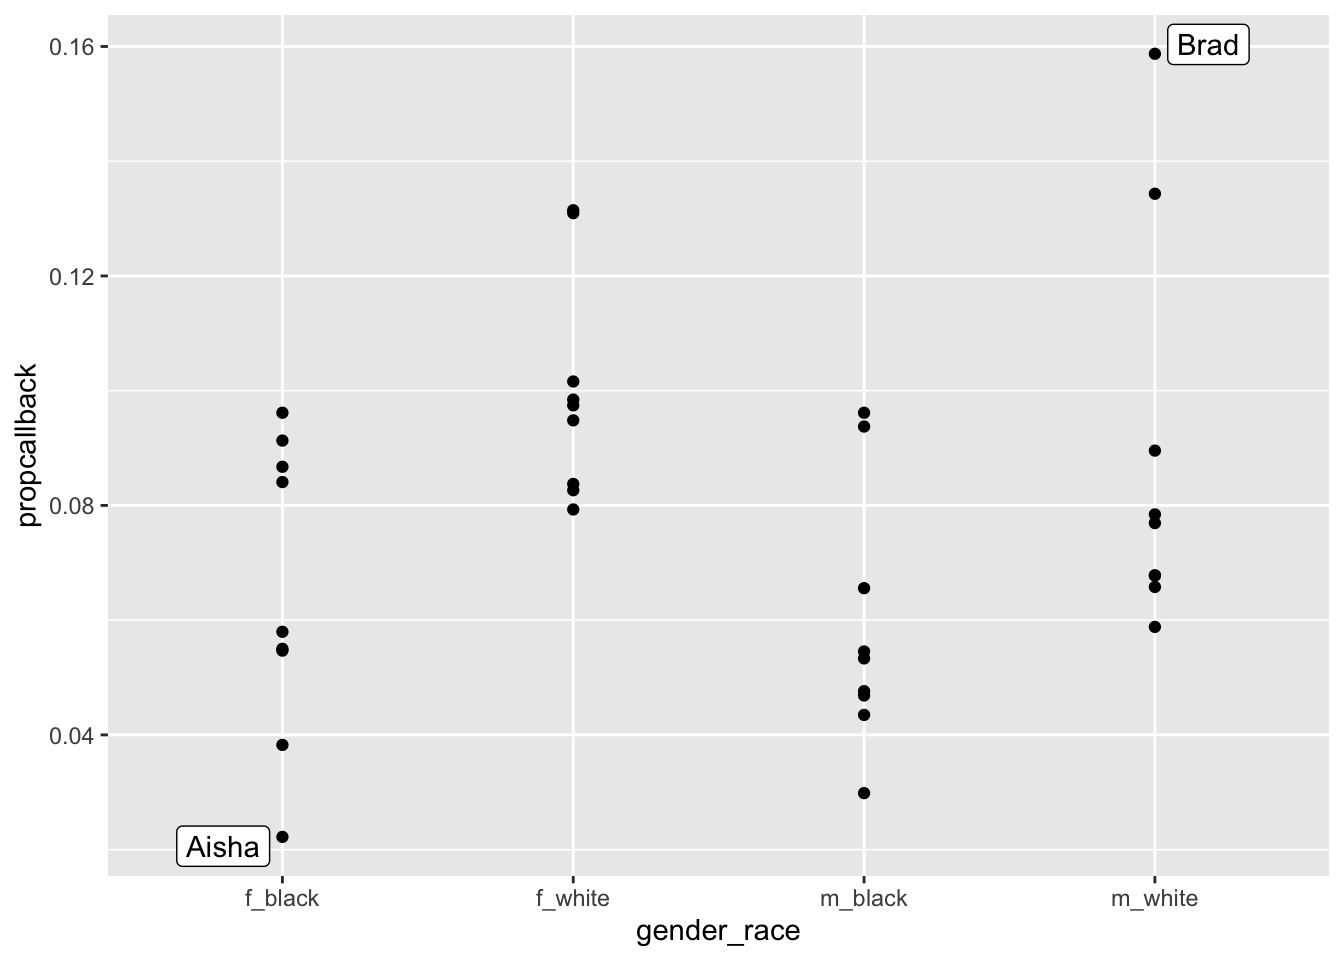 0.16
Brad
0.12
propcallback
0.08
0.04
Aisha
f_black f_white m_black m_white
gender_race